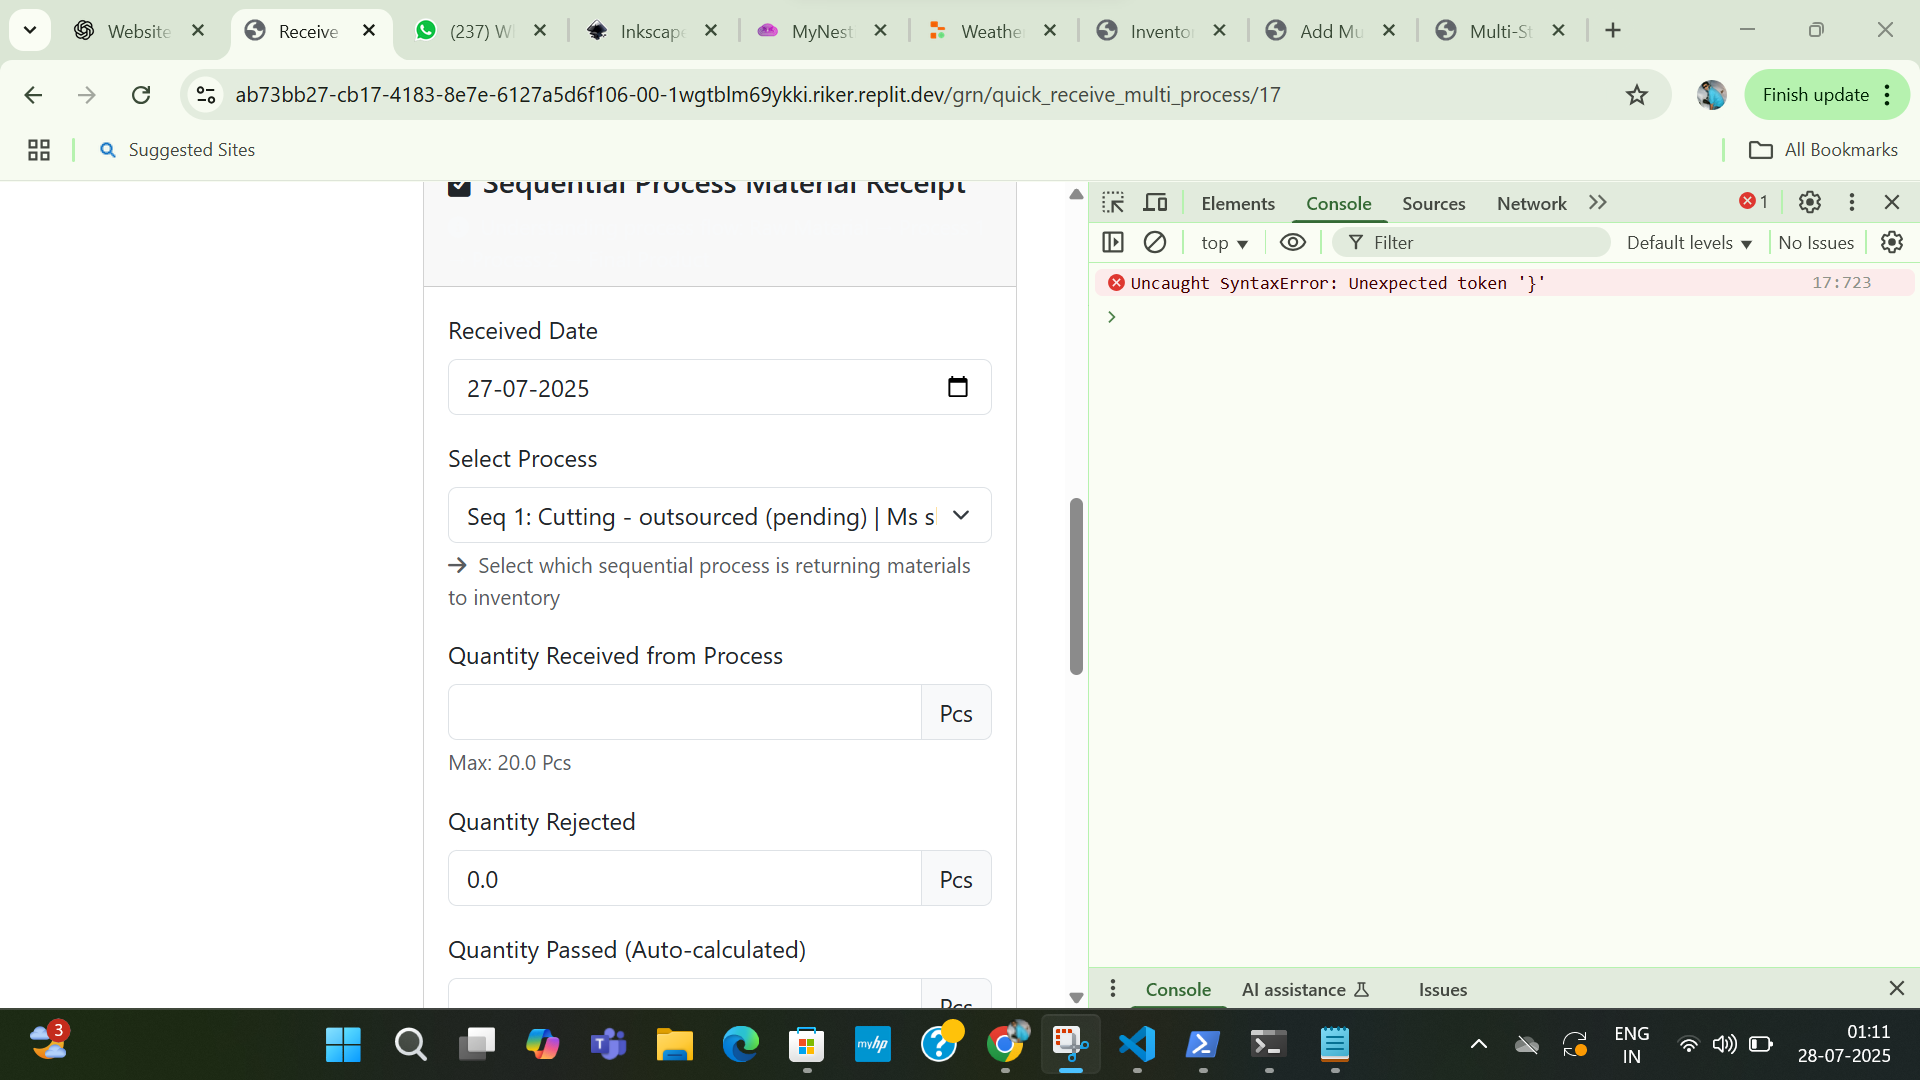 Website
Receive
(237) W
Inkscape
MyNest
Weather
Invento
Add Mu
Multi-St
ab73bb27-cb17-4183-8e7e-6127a5d6f106-00-1wgtblm69ykki.riker.replit.dev/grn/quick_receive_multi_process/17
Finish update
Suggested Sites
All Bookmarks
Sequential Process Material Receipt
Received Date
27-07-2025
Select Process
Seq 1: Cutting - outsourced (pending) | Ms s
→ Select which sequential process is returning materials
to inventory
Quantity Received from Process
Pcs
Max: 20.0 Pcs
Quantity Rejected
0.0
Pcs
Quantity Passed (Auto-calculated)
Pcs
Elements
Console
Sources
Network
1
top
Filter
Default levels
No Issues
Uncaught SyntaxError: Unexpected token '}'
17:723
Console
AI assistance
Issues
3
myhp
ENG
IN
01:11
28-07-2025